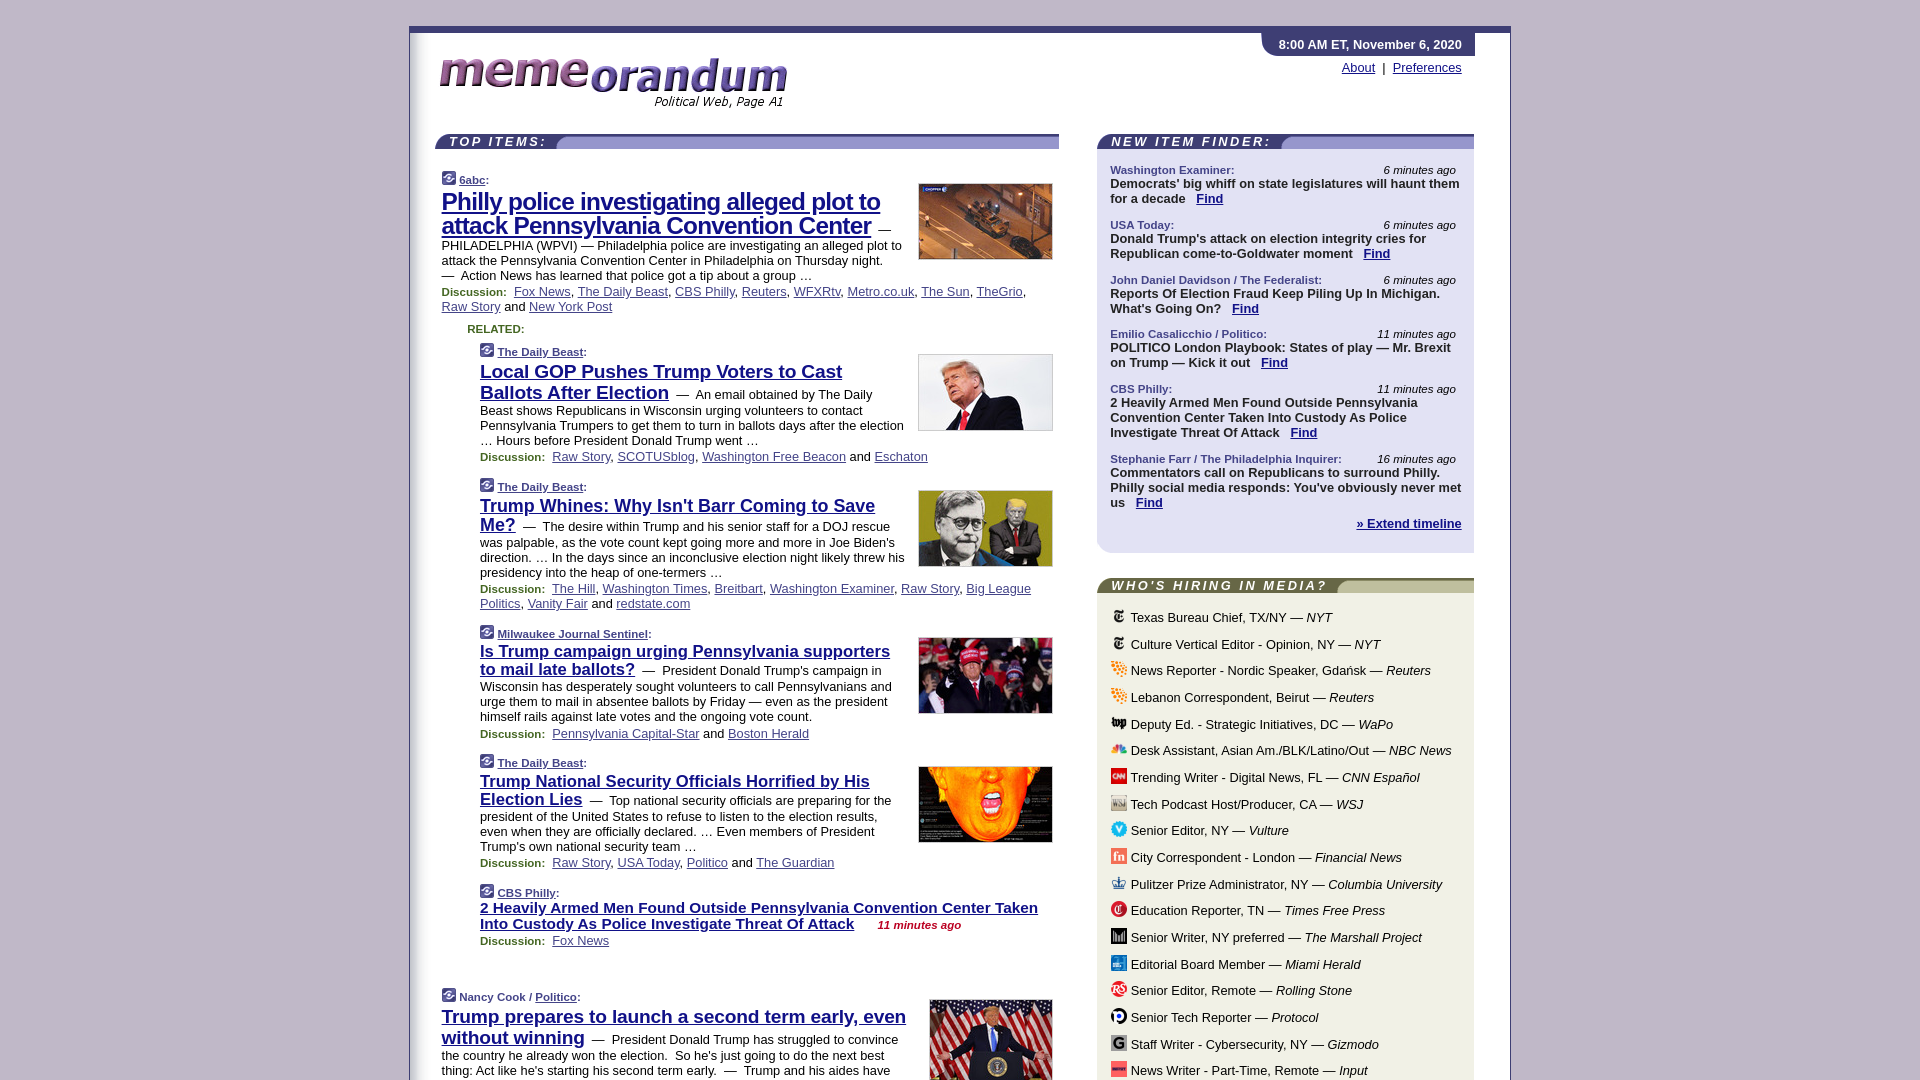 8:00 AM ET, November 6, 2020
memeorandum
Political Web, Page A1
About | Preferences
TOP ITEMS:
6abc:
Philly police investigating alleged plot to
attack Pennsylvania Convention Center —
PHILADELPHIA (WPVI) — Philadelphia police are investigating an alleged plot to
attack the Pennsylvania Convention Center in Philadelphia on Thursday night.
— Action News has learned that police got a tip about a group …
Discussion: Fox News, The Daily Beast, CBS Philly, Reuters, WFXRtv, Metro.co.uk, The Sun, TheGrio,
Raw Story and New York Post
RELATED:
The Daily Beast:
Local GOP Pushes Trump Voters to Cast
Ballots After Election — An email obtained by The Daily
Beast shows Republicans in Wisconsin urging volunteers to contact
Pennsylvania Trumpers to get them to turn in ballots days after the election
… Hours before President Donald Trump went …
Discussion: Raw Story, SCOTUSblog, Washington Free Beacon and Eschaton
The Daily Beast:
Trump Whines: Why Isn't Barr Coming to Save
Me? — The desire within Trump and his senior staff for a DOJ rescue
was palpable, as the vote count kept going more and more in Joe Biden's
direction. … In the days since an inconclusive election night likely threw his
presidency into the heap of one-termers …
Discussion: The Hill, Washington Times, Breitbart, Washington Examiner, Raw Story, Big League
Politics, Vanity Fair and redstate.com
Milwaukee Journal Sentinel:
Is Trump campaign urging Pennsylvania supporters
to mail late ballots? — President Donald Trump's campaign in
Wisconsin has desperately sought volunteers to call Pennsylvanians and
urge them to mail in absentee ballots by Friday — even as the president
himself rails against late votes and the ongoing vote count.
Discussion: Pennsylvania Capital-Star and Boston Herald
The Daily Beast:
Trump National Security Officials Horrified by His
Election Lies — Top national security officials are preparing for the
president of the United States to refuse to listen to the election results,
even when they are officially declared. … Even members of President
Trump's own national security team …
Discussion: Raw Story, USA Today, Politico and The Guardian
CBS Philly:
2 Heavily Armed Men Found Outside Pennsylvania Convention Center Taken
Into Custody As Police Investigate Threat Of Attack 11 minutes ago
Discussion: Fox News
Nancy Cook / Politico:
Trump prepares to launch a second term early, even
without winning — President Donald Trump has struggled to convince
the country he already won the election. So he's just going to do the next best
thing: Act like he's starting his second term early. — Trump and his aides have
NEW ITEM FINDER:
Washington Examiner: 6 minutes ago
Democrats' big whiff on state legislatures will haunt them
for a decade Find
USA Today: 6 minutes ago
Donald Trump's attack on election integrity cries for
Republican come-to-Goldwater moment Find
John Daniel Davidson / The Federalist: 6 minutes ago
Reports Of Election Fraud Keep Piling Up In Michigan.
What's Going On? Find
Emilio Casalicchio / Politico: 11 minutes ago
POLITICO London Playbook: States of play — Mr. Brexit
on Trump — Kick it out Find
CBS Philly: 11 minutes ago
2 Heavily Armed Men Found Outside Pennsylvania
Convention Center Taken Into Custody As Police
Investigate Threat Of Attack Find
Stephanie Farr / The Philadelphia Inquirer: 16 minutes ago
Commentators call on Republicans to surround Philly.
Philly social media responds: You've obviously never met
us Find
» Extend timeline
WHO'S HIRING IN MEDIA?
Texas Bureau Chief, TX/NY — NYT
Culture Vertical Editor - Opinion, NY — NYT
News Reporter - Nordic Speaker, Gdańsk — Reuters
Lebanon Correspondent, Beirut — Reuters
Deputy Ed. - Strategic Initiatives, DC — WaPo
Desk Assistant, Asian Am./BLK/Latino/Out — NBC News
Trending Writer - Digital News, FL — CNN Español
Tech Podcast Host/Producer, CA — WSJ
Senior Editor, NY — Vulture
City Correspondent - London — Financial News
Pulitzer Prize Administrator, NY — Columbia University
Education Reporter, TN — Times Free Press
Senior Writer, NY preferred — The Marshall Project
Editorial Board Member — Miami Herald
Senior Editor, Remote — Rolling Stone
Senior Tech Reporter — Protocol
Staff Writer - Cybersecurity, NY — Gizmodo
News Writer - Part-Time, Remote — Input